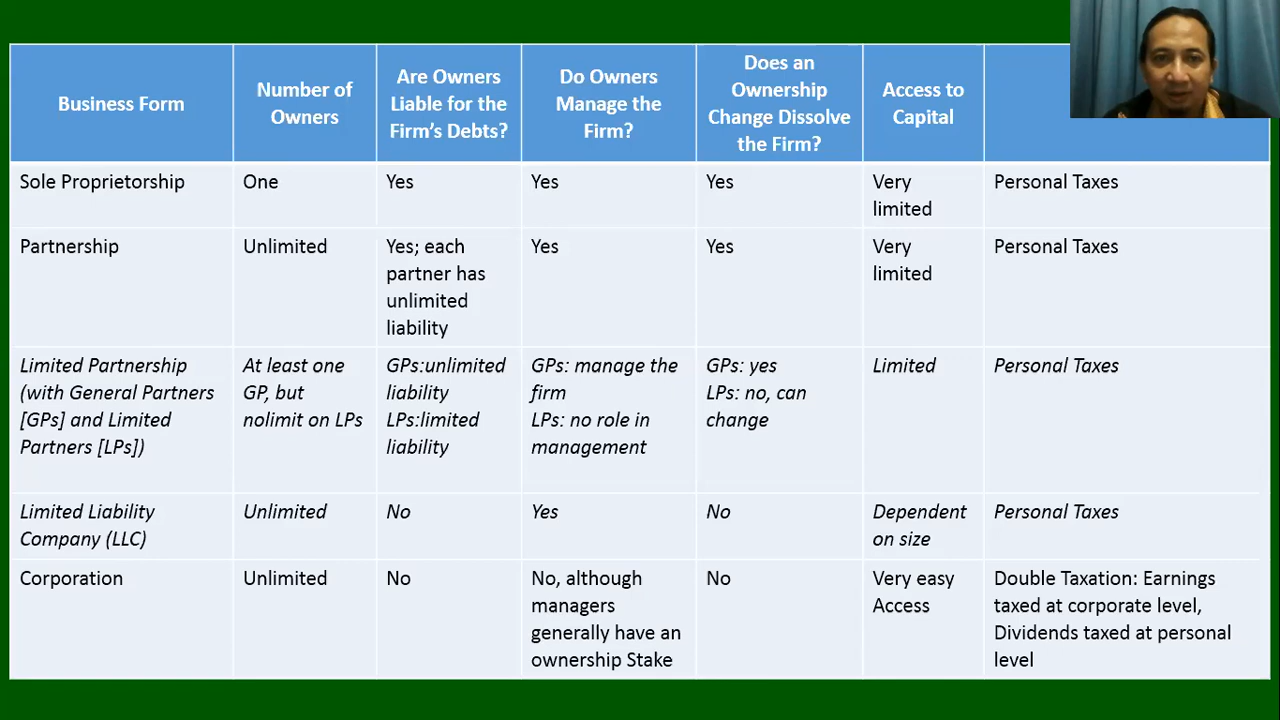 Business Form
Number of
Owners
Are Owners
Liable for the
Firm's Debts?
Do Owners
Manage the
Firm?
Does an
Ownership
Change Dissolve
the Firm?
Access to
Capital
Sole Proprietorship
One
Yes
Yes
Yes
Very
limited
Personal Taxes
Partnership
Unlimited
Yes; each
partner has
unlimited
liability
Yes
Yes
Very
limited
Personal Taxes
Limited Partnership
(with General Partners
[GPs] and Limited
Partners [LPs])
At least one
GP, but
nolimit on LPs
GPs:unlimited
liability
LPs:limited
liability
GPs: manage the
firm
LPs: no role in
management
GPs: yes
LPs: no, can
change
Limited
Personal Taxes
Limited Liability
Company (LLC)
Unlimited
No
Yes
No
Dependent
on size
Personal Taxes
Corporation
Unlimited
No
No, although
managers
generally have an
ownership Stake
No
Very easy
Access
Double Taxation: Earnings
taxed at corporate level,
Dividends taxed at personal
level